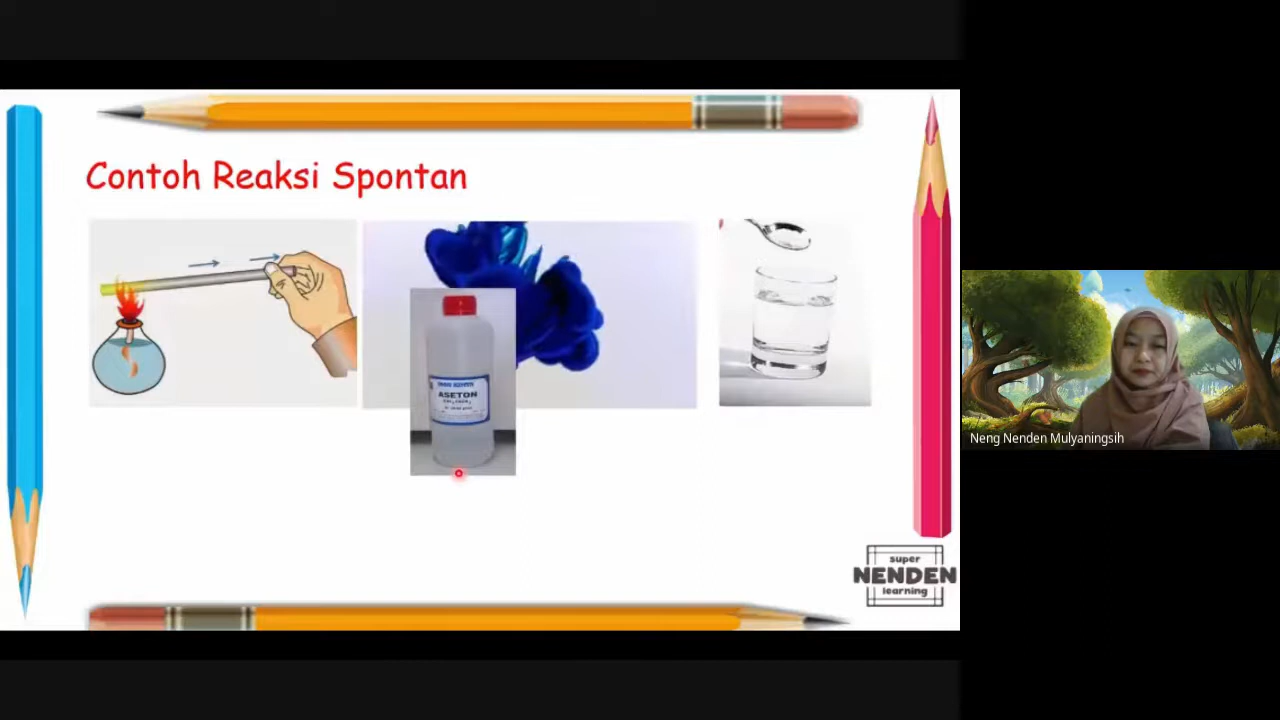 Contoh Reaksi Spontan
ASETON
Neng Nenden Mulyaningsih
super
NENDEN
learning